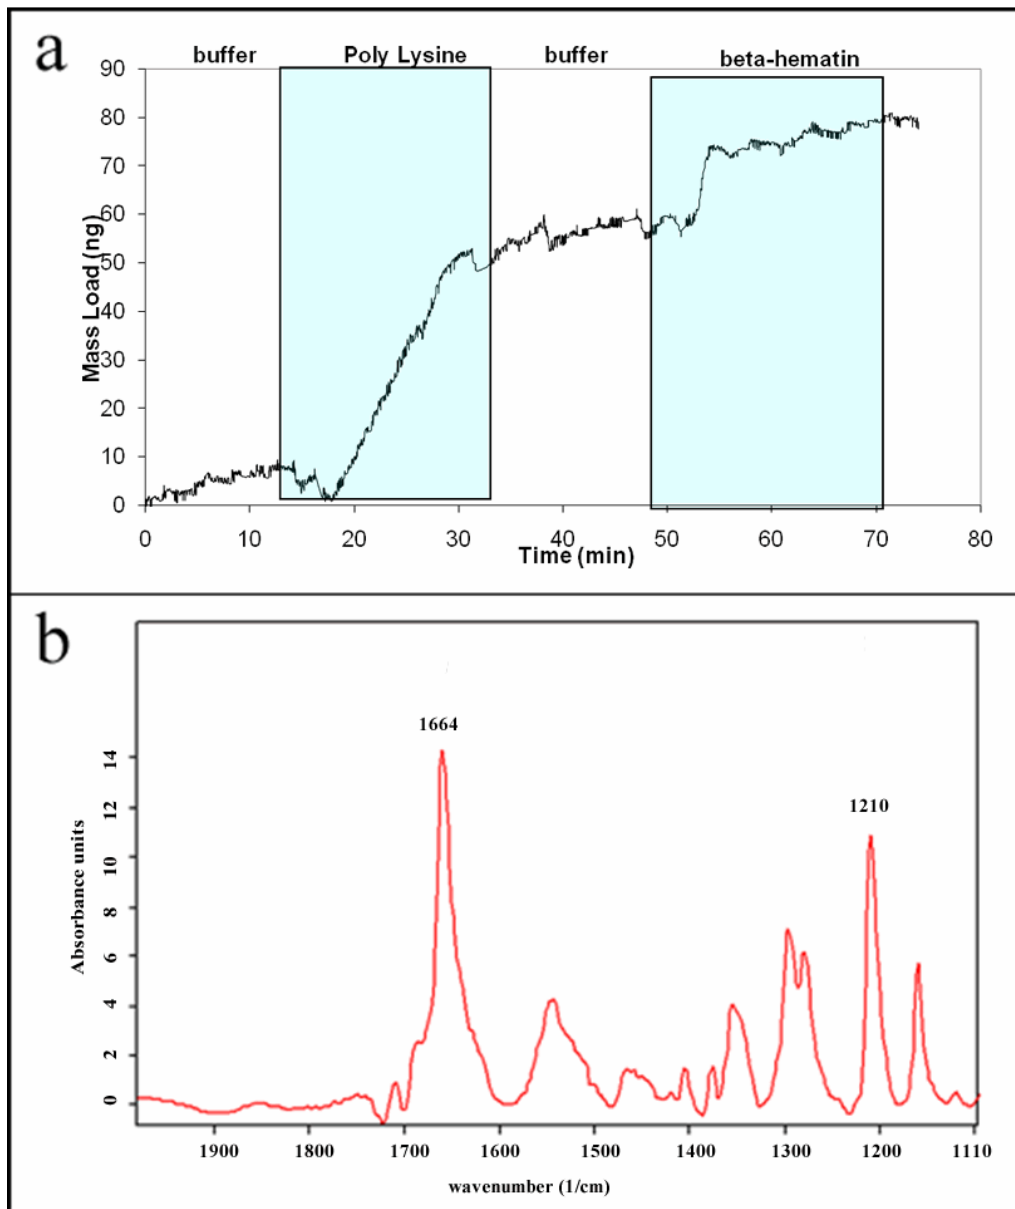 a
buffer
Poly Lysine
buffer
beta-hematin
90
80
70
60
50
40
30
20
10
0
Mass Load (ng)
0 10 20 30 40 50 60 70 80
Time (min)
b
1664
1210
14
12
10
8
6
4
2
0
Absorbance units
1900 1800 1700 1600 1500 1400 1300 1200 1110
wavenumber (1/cm)